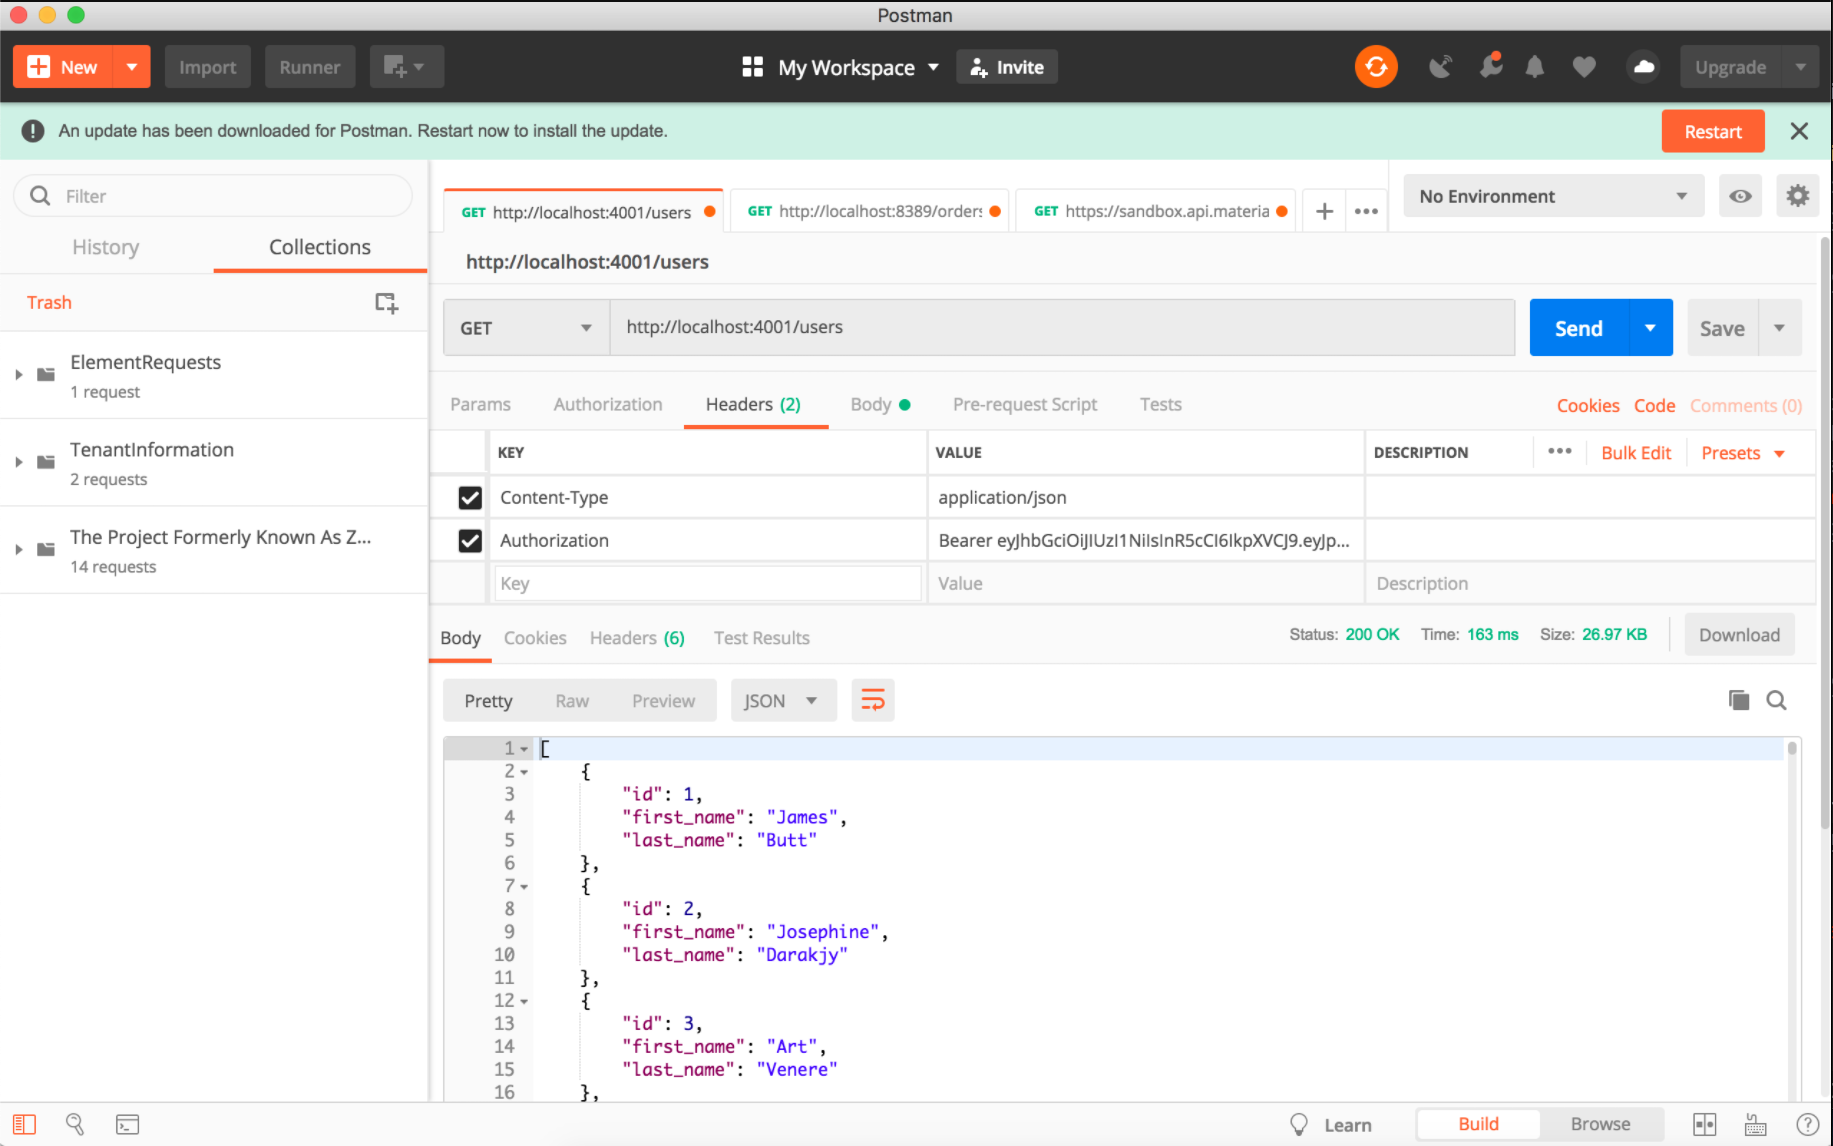 Postman
New
Import
Runner
My Workspace
Invite
Upgrade
An update has been downloaded for Postman. Restart now to install the update.
Restart
Filter
History
Collections
Trash
ElementRequests
1 request
TenantInformation
2 requests
The Project Formerly Known As Z...
14 requests
GET http://localhost:4001/users
GET http://localhost:8389/orders
GET https://sandbox.api.materia
No Environment
http://localhost:4001/users
GET
http://localhost:4001/users
Send
Save
Params
Authorization
Headers (2)
Body
Pre-request Script
Tests
Cookies
Code
Comments (0)
KEY
VALUE
DESCRIPTION
Bulk Edit
Presets
Content-Type
application/json
Authorization
Bearer eyJhbGciOiJIUzI1NiIsInR5cCI6IkpXVCJ9.eyJp...
Key
Value
Description
Body
Cookies
Headers (6)
Test Results
Status: 200 OK
Time: 163 ms
Size: 26.97 KB
Download
Pretty
Raw
Preview
JSON
1 [
2 {
3 "id": 1,
4 "first_name": "James",
5 "last_name": "Butt"
6 },
7 {
8 "id": 2,
9 "first_name": "Josephine",
10 "last_name": "Darakjy"
11 },
12 {
13 "id": 3,
14 "first_name": "Art",
15 "last_name": "Venere"
16 },
Learn
Build
Browse